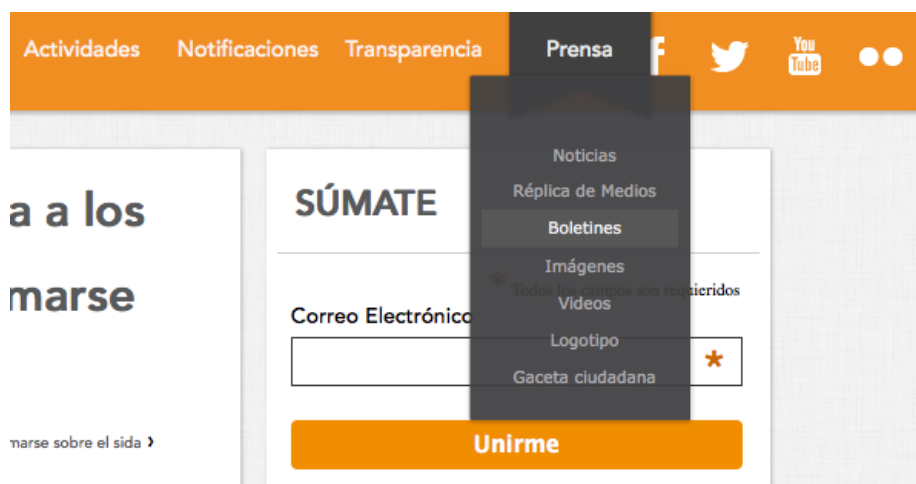 Actividades Notificaciones Transparencia Prensa f You Tube
Noticias
Réplica de Medios
Boletines
Imágenes
Videos
Logotipo
Gaceta ciudadana
a a los
marse
marse sobre el sida ›
SÚMATE
* Todos los campos son requieridos
Correo Electrónico
*
Unirme